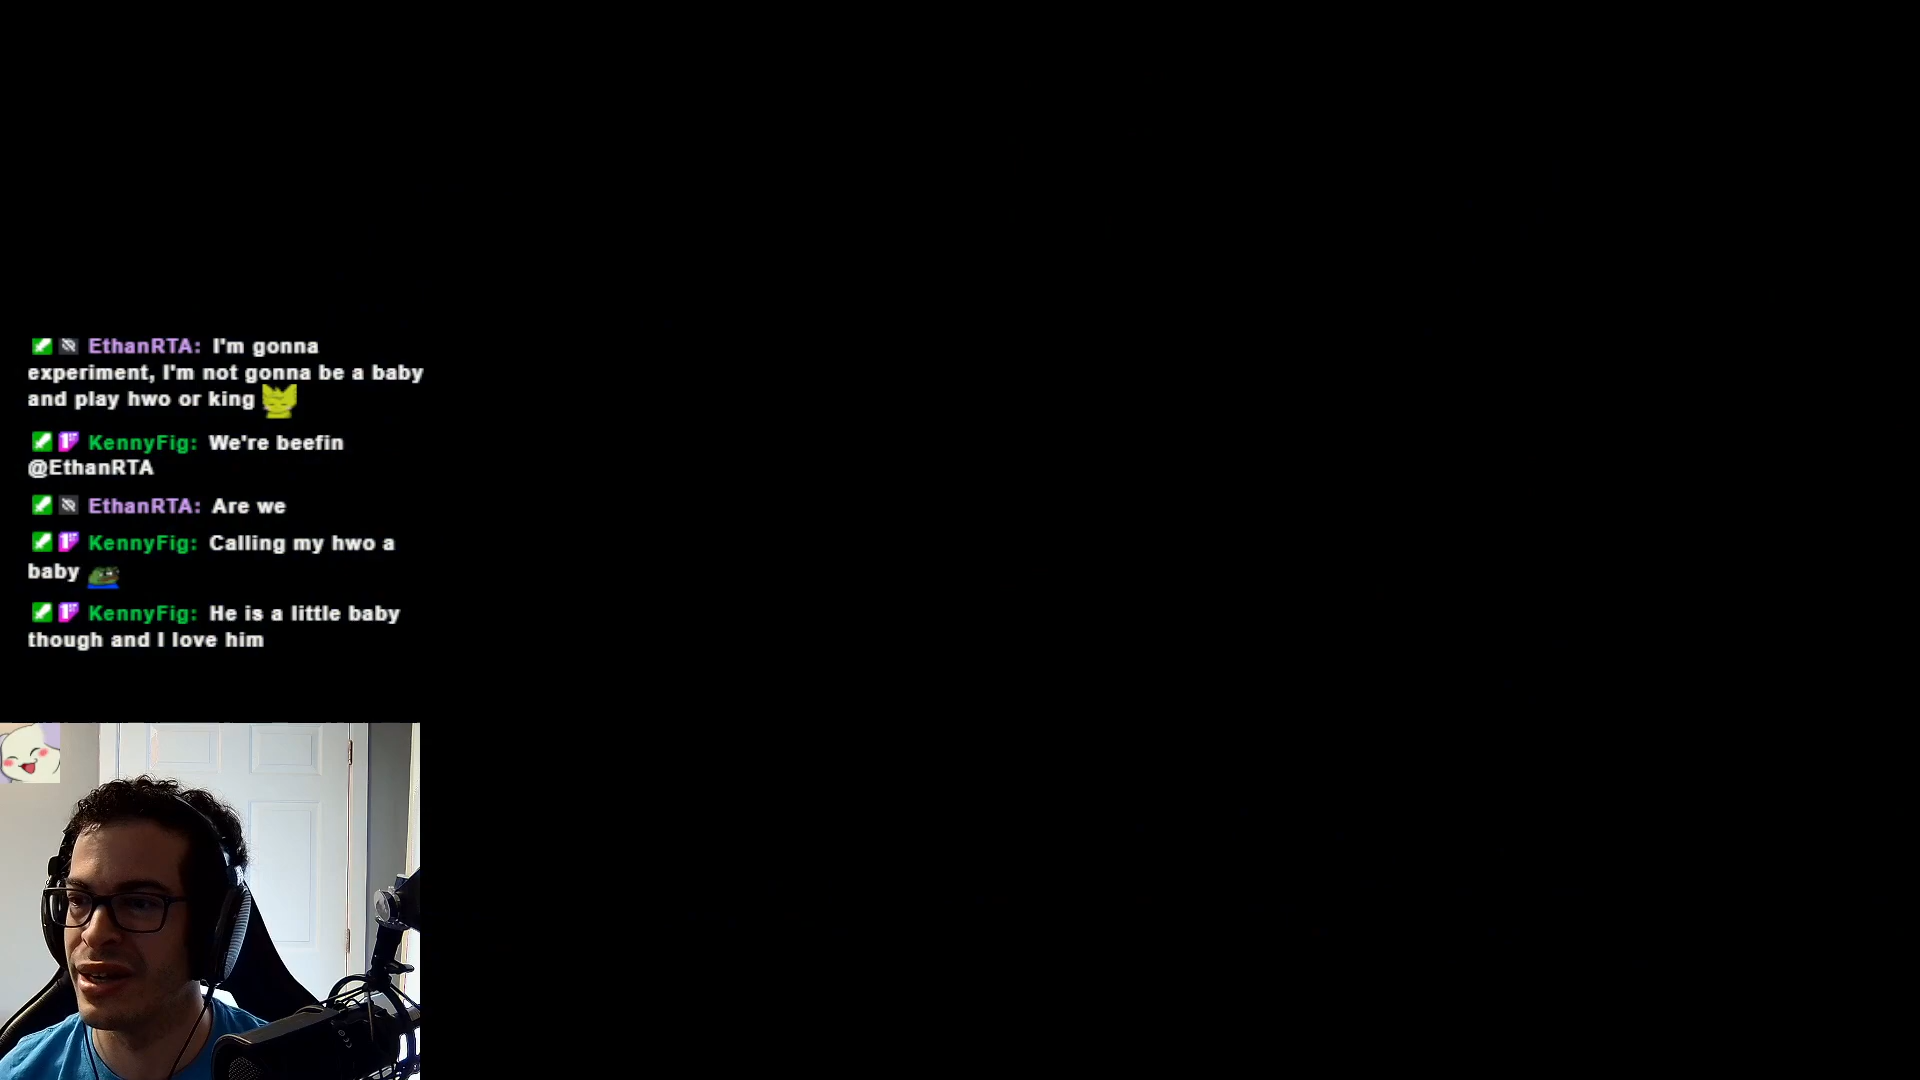 EthanRTA: I'm gonna
experiment, I'm not gonna be a baby
and play hwo or king
KennyFig: We're beefin
@EthanRTA
EthanRTA: Are we
KennyFig: Calling my hwo a
baby
KennyFig: He is a little baby
though and I love him